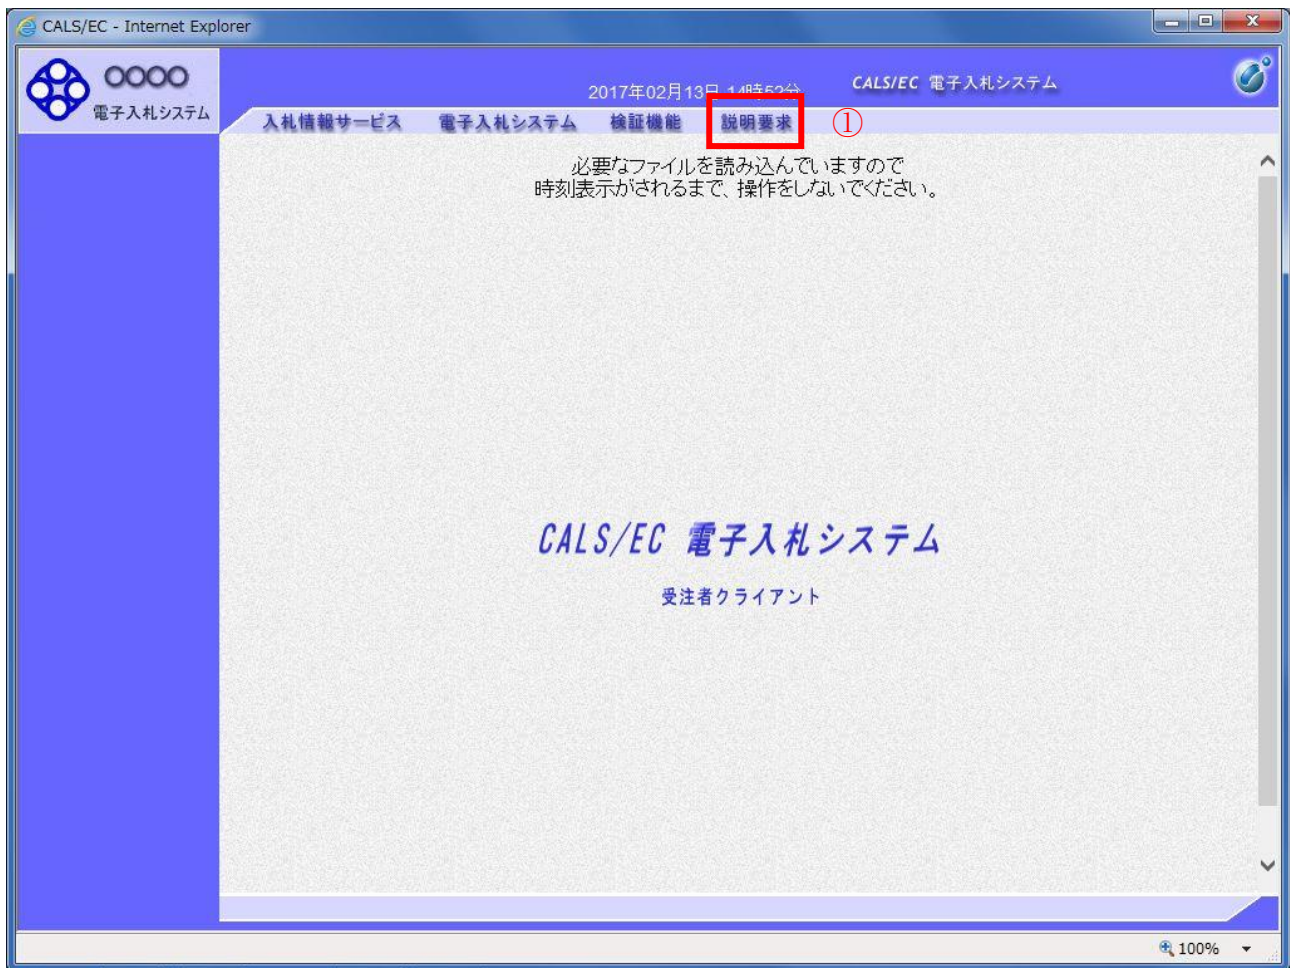 CALS/EC - Internet Explorer
○○○○
電子入札システム
2017年02月13日 14時52分
CALS/EC 電子入札システム
入札情報サービス 電子入札システム 検証機能 説明要求 ①
必要なファイルを読み込んでいますので
時刻表示がされるまで、操作をしないでください。
CALS/EC 電子入札システム
受注者クライアント
100%